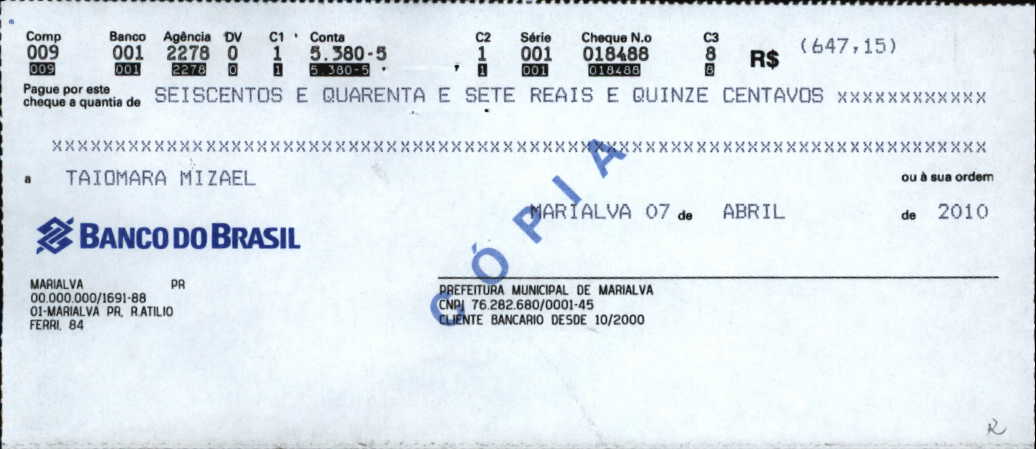 Comp Banco Agência DV C1 Conta C2 Série Cheque N.o C3
009 001 2278 0 1 5.380-5 1 001 018488 8 R$ (647,15)
009 001 2278 0 1 5.380-5 1 001 018488 8
Pague por este
cheque a quantia de SEISCENTOS E QUARENTA E SETE REAIS E QUINZE CENTAVOS XXXXXXXXXXXX
XXXXXXXXXXXXXXXXXXXXXXXXXXXXXXXXXXXXXXXXXXXXXXXXXXXXXXXXXXXXXXXXXXXXXXXXXXX
a TAIOMARA MIZAEL ou à sua ordem
MARIALVA 07 de ABRIL de 2010
CÓPIA
BANCO DO BRASIL
MARIALVA PR
00.000.000/1691-88
01-MARIALVA PR, R.ATILIO
FERRI, 84
PREFEITURA MUNICIPAL DE MARIALVA
CNPJ 76.282.680/0001-45
CLIENTE BANCARIO DESDE 10/2000